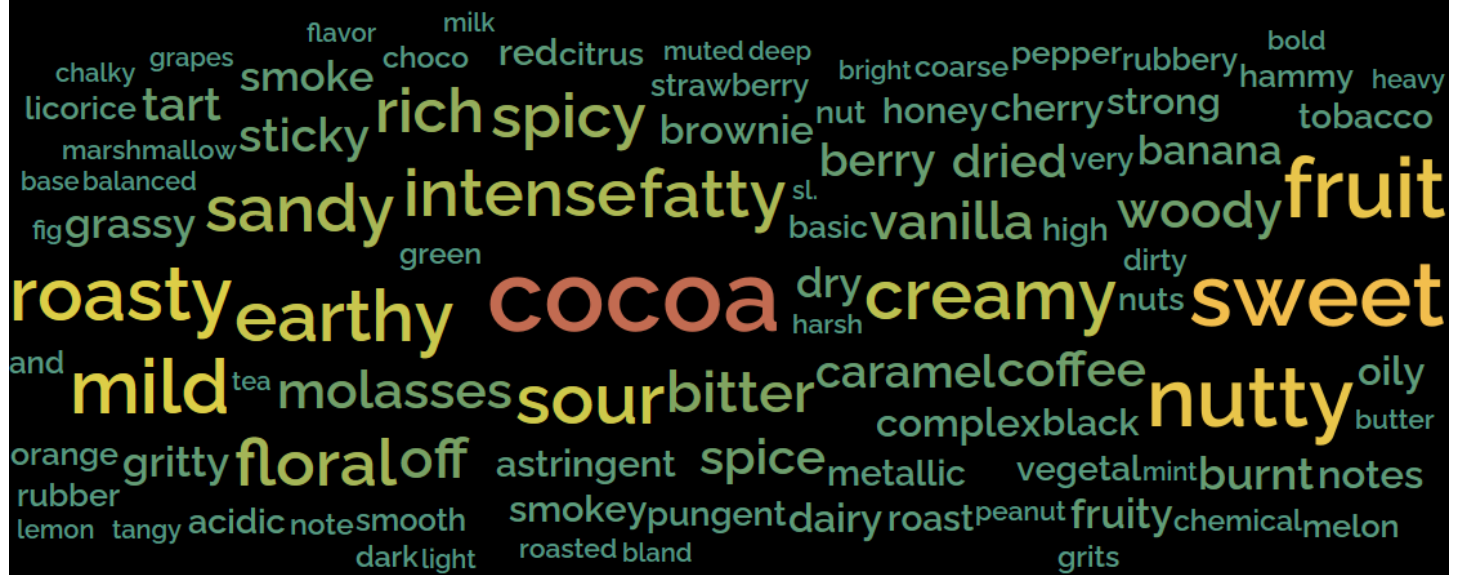 milk
flavor
grapes choco redcitrus muted deep pepper rubbery bold
chalky smoke strawberry bright coarse hammy heavy
licorice tart rich spicy brownie nut honey cherry strong tobacco
marshmallow sticky berry dried very banana fruit
base balanced sandy intense fatty sl. vanilla woody
fig grassy basic high
green dirty
roasty earthy cocoa dry creamy nuts sweet
harsh
and mild tea molasses sour bitter caramel coffee nutty oily
complex black butter
orange gritty floral off astringent spice metallic vegetal mint burnt notes
rubber
lemon tangy acidic note smooth smokey pungent dairy roast peanut fruity chemical melon
dark light roasted bland grits